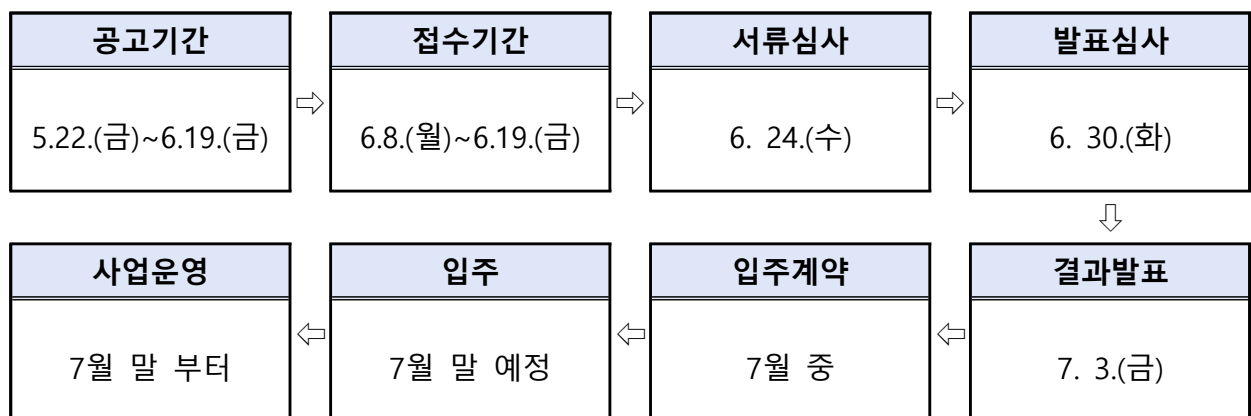 공고기간
접수기간
서류심사
발표심사
5.22.(금)~6.19.(금)
⇨
6.8.(월)~6.19.(금)
⇨
6. 24.(수)
⇨
6. 30.(화)
⇩
사업운영
입주
입주계약
결과발표
7월 말 부터
⇦
7월 말 예정
⇦
7월 중
⇦
7. 3.(금)